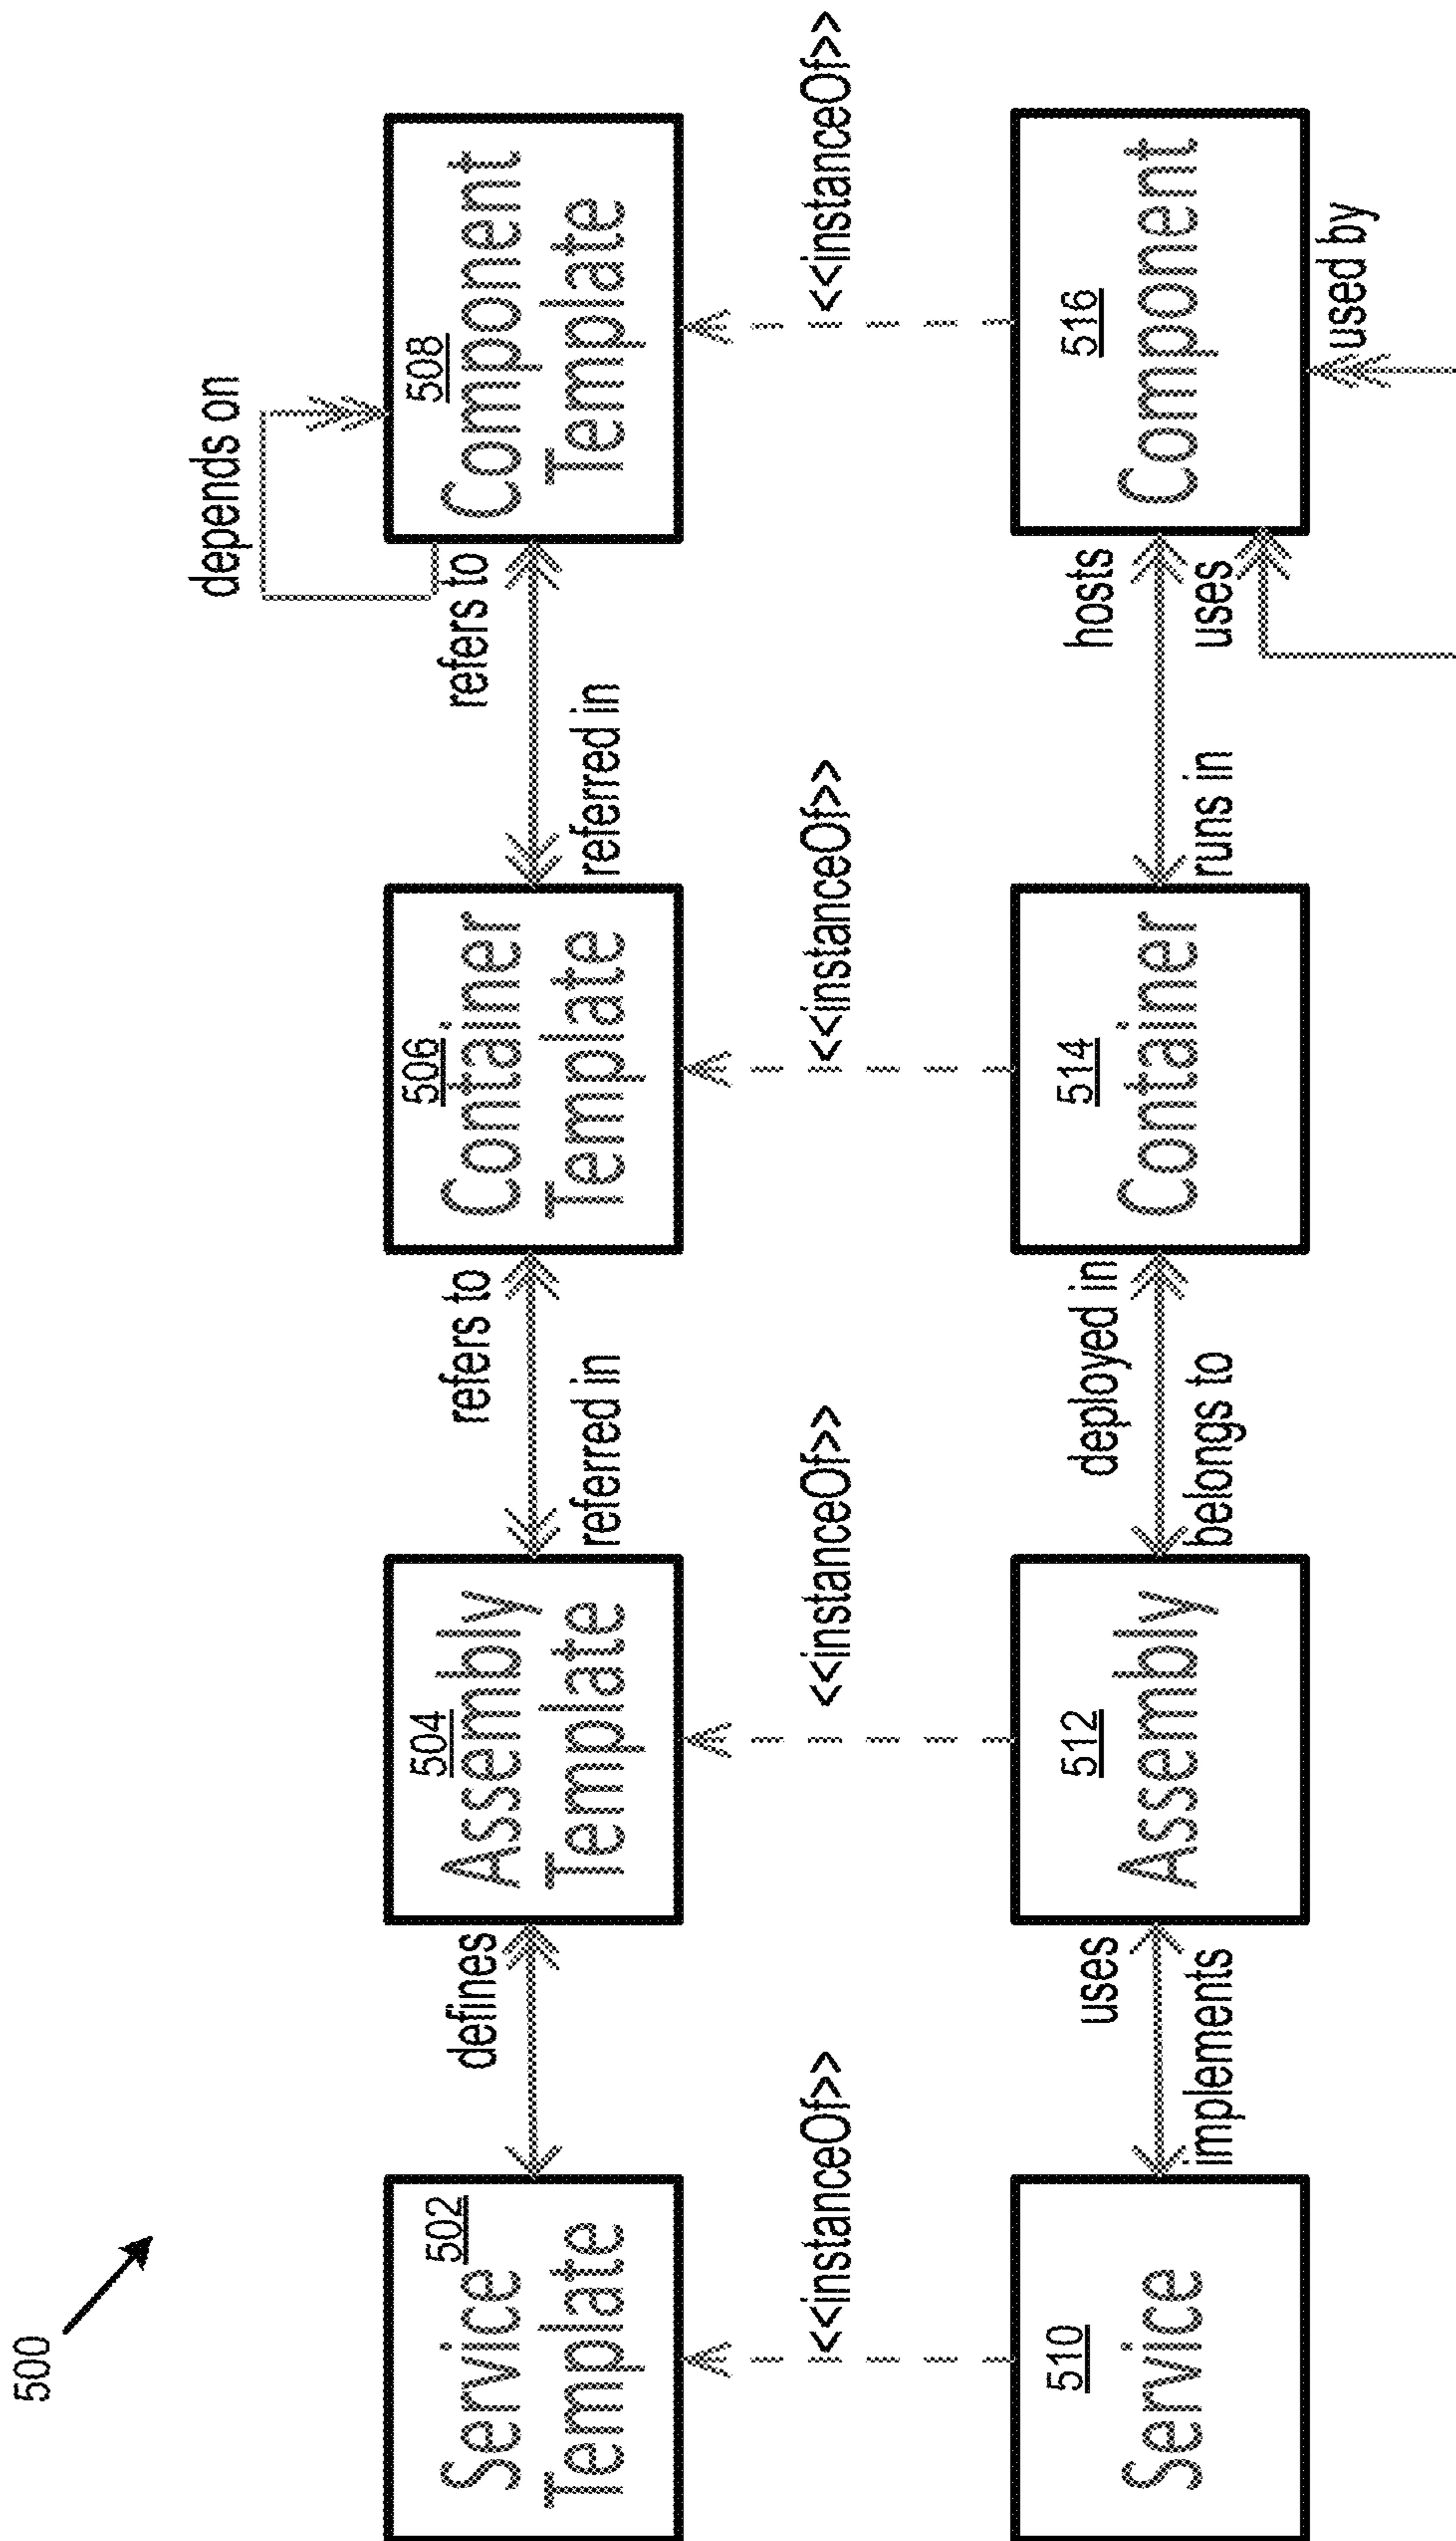 500
depends on
502
Service
Template
defines
504
Assembly
Template
refers to
referred in
506
Container
Template
refers to
referred in
508
Component
Template
<<instanceOf>>
<<instanceOf>>
<<instanceOf>>
<<instanceOf>>
510
Service
uses
implements
512
Assembly
deployed in
belongs to
514
Container
hosts
runs in
uses
516
Component
used by